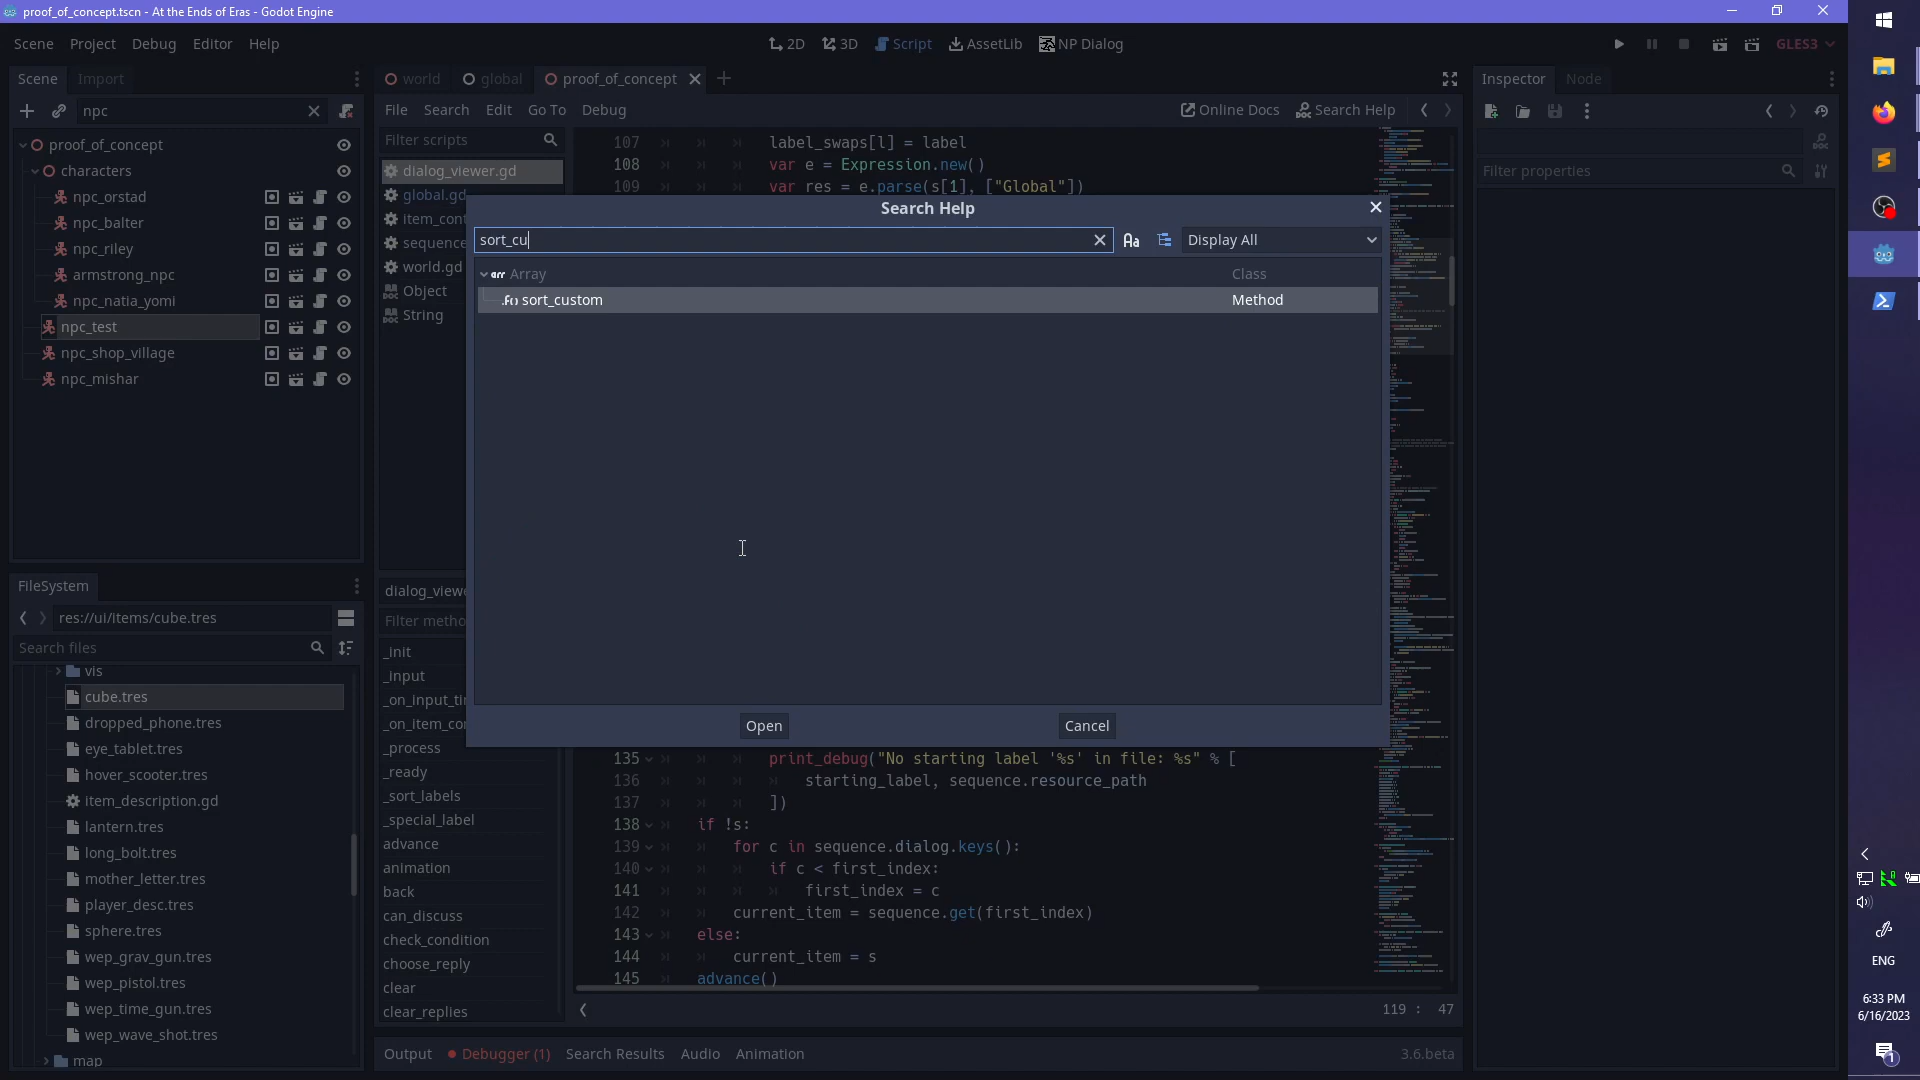 proof_of_concept.tscn - At the Ends of Eras - Godot Engine
Scene Project Debug Editor Help
2D 3D Script AssetLib NP Dialog
GLES3
Scene Import
npc
proof_of_concept
characters
npc_orstad
npc_balter
npc_riley
armstrong_npc
npc_natia_yomi
npc_test
npc_shop_village
npc_mishar
FileSystem
res://ui/items/cube.tres
Search files
vis
cube.tres
dropped_phone.tres
eye_tablet.tres
hover_scooter.tres
item_description.gd
lantern.tres
long_bolt.tres
mother_letter.tres
player_desc.tres
sphere.tres
wep_grav_gun.tres
wep_pistol.tres
wep_time_gun.tres
wep_wave_shot.tres
map
world global proof_of_concept
File Search Edit Go To Debug
Online Docs Search Help
Filter scripts
dialog_viewer.gd
global.gd
item_cont
sequence
world.gd
Object
String
dialog_viewe
Filter metho
_init
_input
_on_input_ti
_on_item_co
_process
_ready
_sort_labels
_special_label
advance
animation
back
can_discuss
check_condition
choose_reply
clear
clear_replies
107 label_swaps[l] = label
108 var e = Expression.new()
109 var res = e.parse(s[1], ["Global"])
Search Help
sort_cu
Aa
Display All
arr Array Class
sort_custom Method
Open Cancel
135 print_debug("No starting label '%s' in file: %s" % [
136 starting_label, sequence.resource_path
137 ])
138 if !s:
139 for c in sequence.dialog.keys():
140 if c < first_index:
141 first_index = c
142 current_item = sequence.get(first_index)
143 else:
144 current_item = s
145 advance()
119 : 47
Output Debugger (1) Search Results Audio Animation
3.6.beta
Inspector Node
Filter properties
ENG
6:33 PM
6/16/2023
1